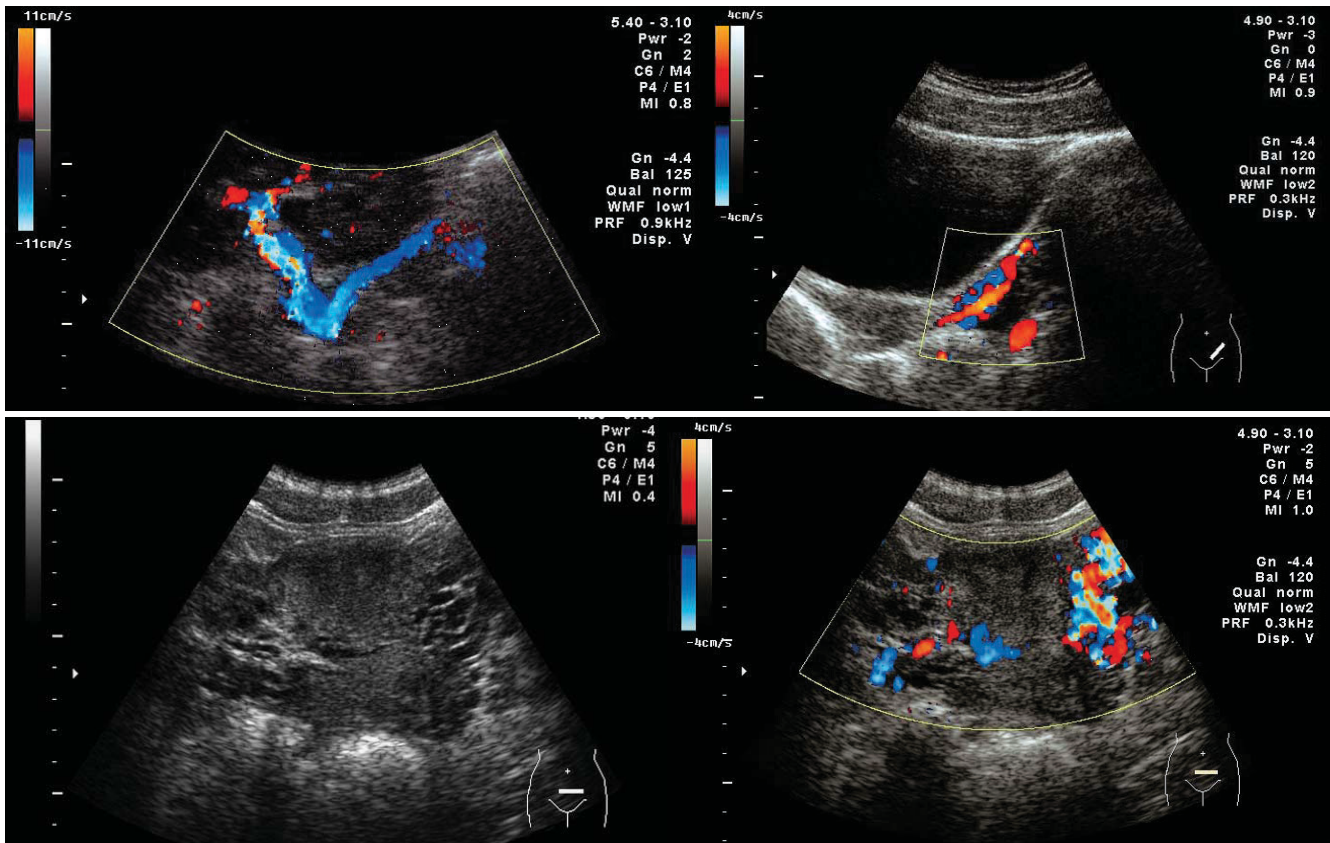 11cm/s
-11cm/s
5.40 - 3.10
Pwr -2
Gn 2
C6 / M4
P4 / E1
MI 0.8
Gn -4.4
Bal 125
Qual norm
WMF low1
PRF 0.9kHz
Disp. V
4cm/s
-4cm/s
4.90 - 3.10
Pwr -3
Gn 0
C6 / M4
P4 / E1
MI 0.9
Gn -4.4
Bal 120
Qual norm
WMF low2
PRF 0.3kHz
Disp. V
Pwr -4
Gn 5
C6 / M4
P4 / E1
MI 0.4
4cm/s
-4cm/s
4.90 - 3.10
Pwr -2
Gn 5
C6 / M4
P4 / E1
MI 1.0
Gn -4.4
Bal 120
Qual norm
WMF low2
PRF 0.3kHz
Disp. V